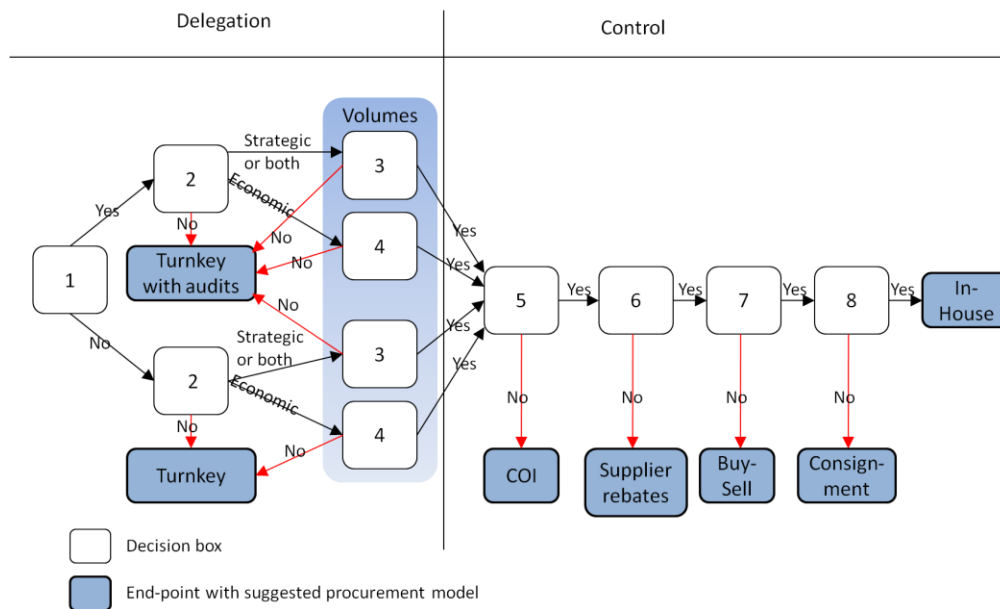 Delegation
Control
Volumes
Strategic
or both
3
2
Economic
Yes
No
No
4
No
Turnkey
with audits
1
Yes
Yes
5
Yes
6
Yes
7
Yes
8
Yes
In-
House
No
No
Strategic
or both
3
Yes
2
Economic
Yes
No
4
No
No
No
No
No
Turnkey
COI
Supplier
rebates
Buy-
Sell
Consign-
ment
Decision box
End-point with suggested procurement model